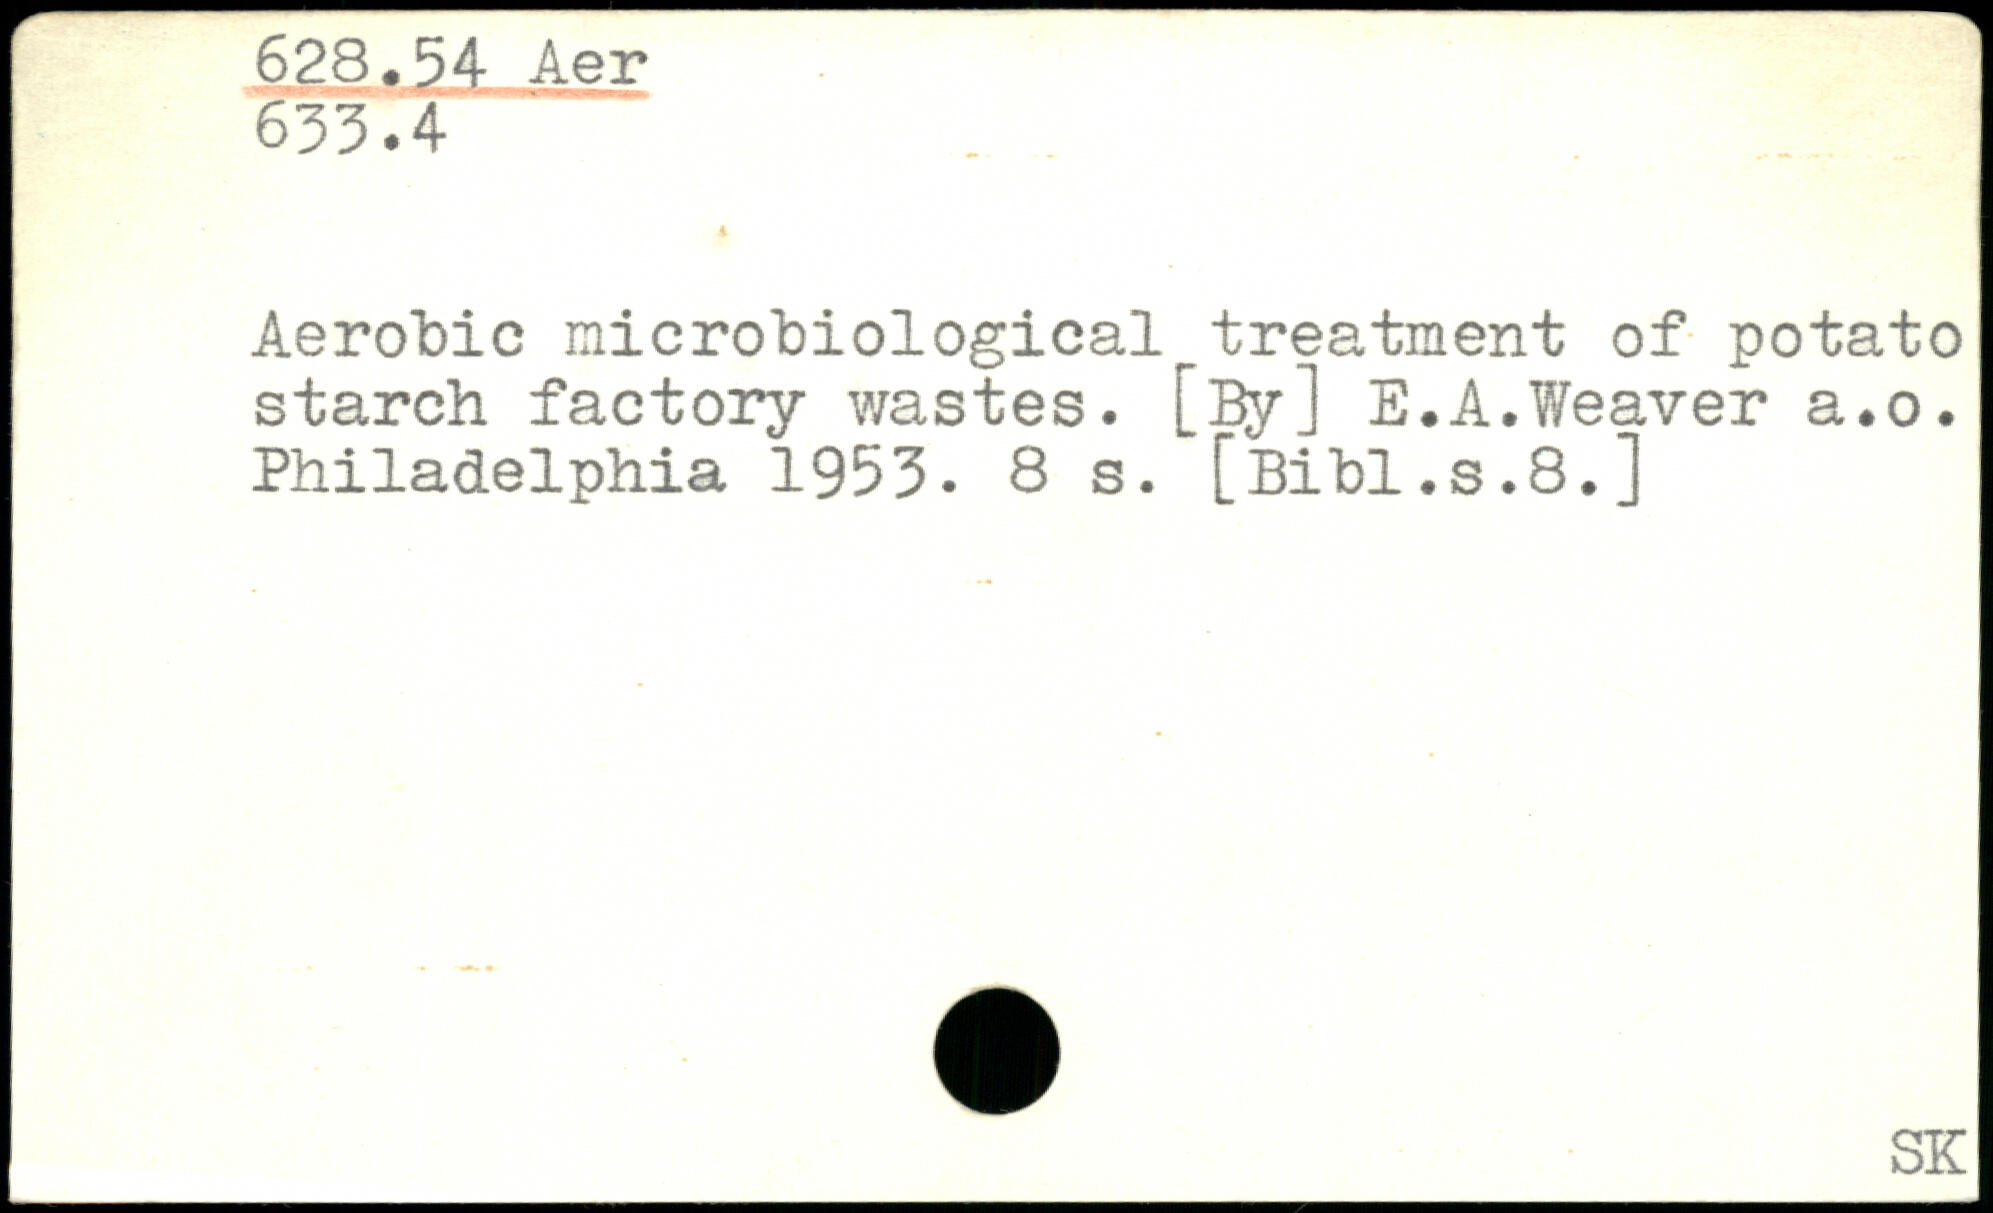 628.54 Aer
633.4
Aerobic microbiological treatment of potato
starch factory wastes. [By] E.A.Weaver a.o.
Philadelphia 1953. 8 s. [Bibl.s.8.]
SK